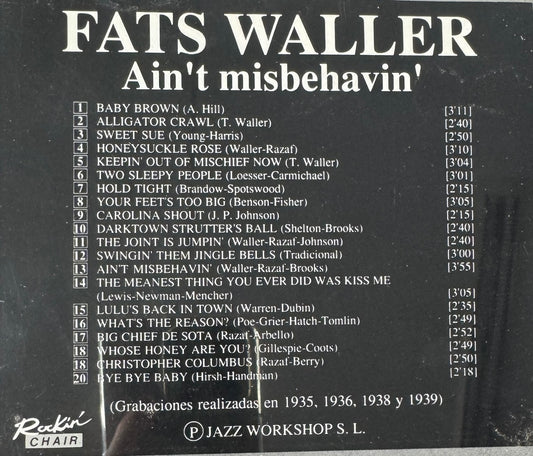 FATS WALLER
Ain't misbehavin'
1 BABY BROWN (A. Hill) [3'11]
2 ALLIGATOR CRAWL (T. Waller) [2'40]
3 SWEET SUE (Young-Harris) [2'50]
4 HONEYSUCKLE ROSE (Waller-Razaf) [3'10]
5 KEEPIN' OUT OF MISCHIEF NOW (T. Waller) [3'04]
6 TWO SLEEPY PEOPLE (Loesser-Carmichael) [3'01]
7 HOLD TIGHT (Brandow-Spotswood) [2'15]
8 YOUR FEET'S TOO BIG (Benson-Fisher) [3'05]
9 CAROLINA SHOUT (J. P. Johnson) [2'15]
10 DARKTOWN STRUTTER'S BALL (Shelton-Brooks) [2'40]
11 THE JOINT IS JUMPIN' (Waller-Razaf-Johnson) [2'40]
12 SWINGIN' THEM JINGLE BELLS (Tradicional) [3'00]
13 AIN'T MISBEHAVIN' (Waller-Razaf-Brooks) [3'55]
14 THE MEANEST THING YOU EVER DID WAS KISS ME
(Lewis-Newman-Mencher) [3'05]
15 LULU'S BACK IN TOWN (Warren-Dubin) [2'35]
16 WHAT'S THE REASON? (Poe-Grier-Hatch-Tomlin) [2'49]
17 BIG CHIEF DE SOTA (Razaf-Arbello) [2'52]
18 WHOSE HONEY ARE YOU? (Gillespie-Coots) [2'49]
18 CHRISTOPHER COLUMBUS (Razaf-Berry) [2'50]
20 BYE BYE BABY (Hirsh-Handman) [2'18]
(Grabaciones realizadas en 1935, 1936, 1938 y 1939)
Rockin'
CHAIR
Ⓟ JAZZ WORKSHOP S. L.